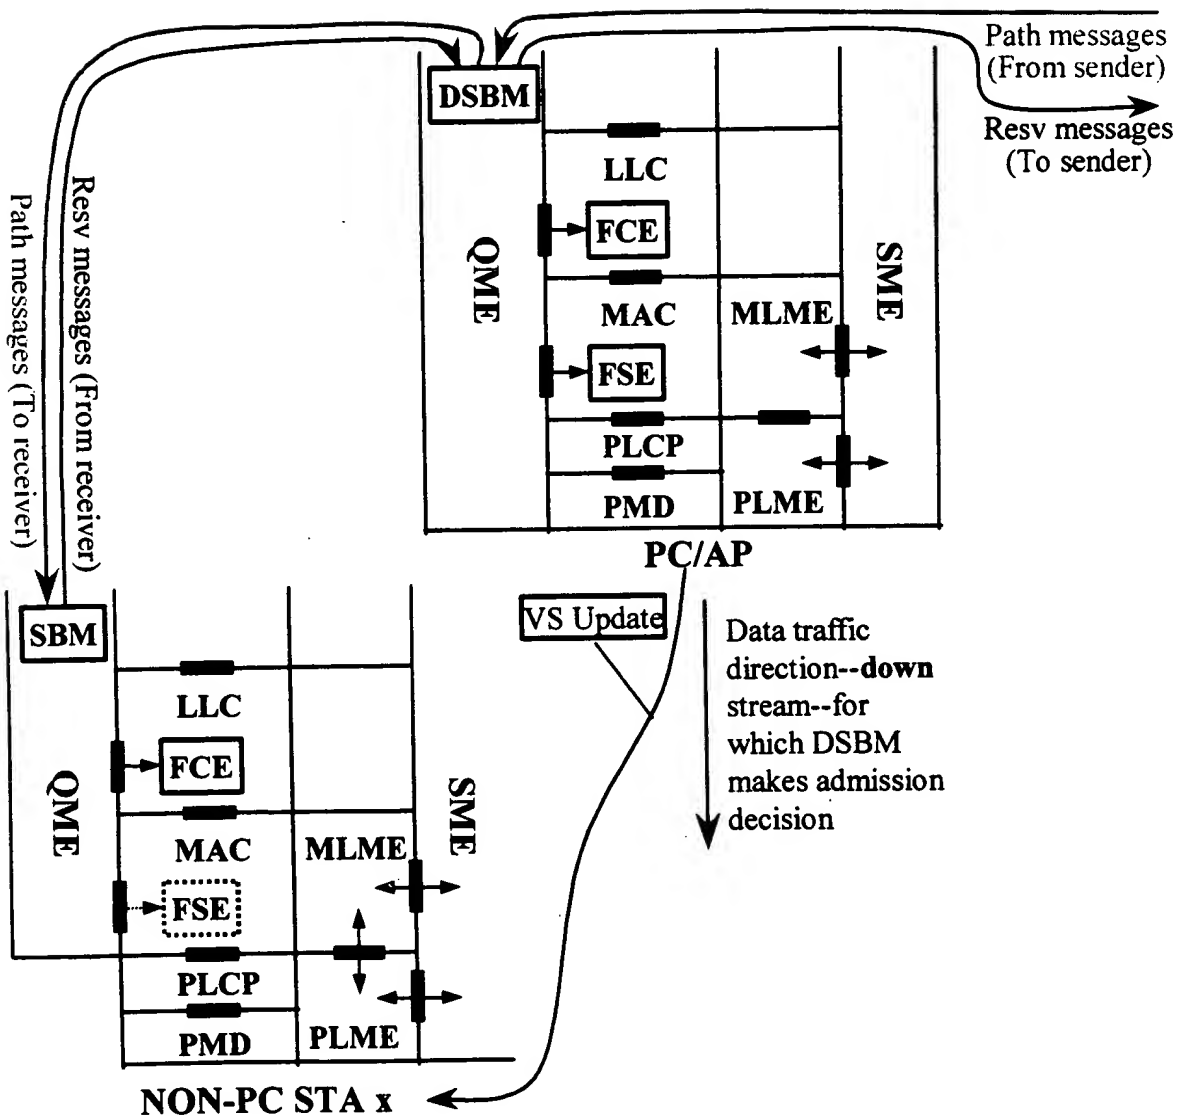 Path messages
(From sender)
Resv messages
(To sender)
DSBM
LLC
FCE
QME
SME
MAC
MLME
FSE
PLCP
PMD
PLME
PC/AP
Path messages (To receiver)
Resv messages (From receiver)
VS Update
Data traffic
direction--down
stream--for
which DSBM
makes admission
decision
SBM
LLC
FCE
QME
SME
MAC
MLME
FSE
PLCP
PMD
PLME
NON-PC STA x